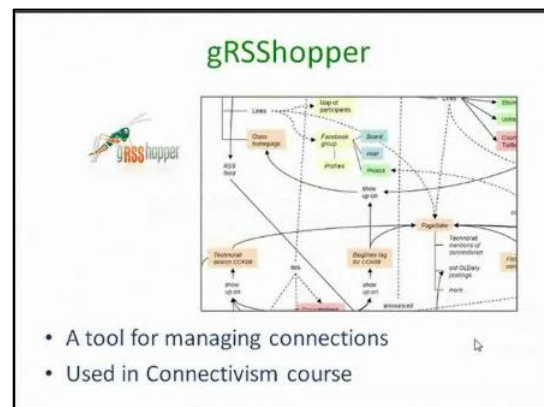 gRSShopper
gRSShopper
Links
Map of
participants
Links
Class
homepage
Facebook
group
Board
Profiles
Photos
RSS
feed
show
up on
PageFlakes
Technorati
search CCK08
Bloglines tag
for CCK08
Technorati
mentions of
connectivism
lists
old OLDaily
postings
show
up on
show
up on
more
announced
• A tool for managing connections
• Used in Connectivism course